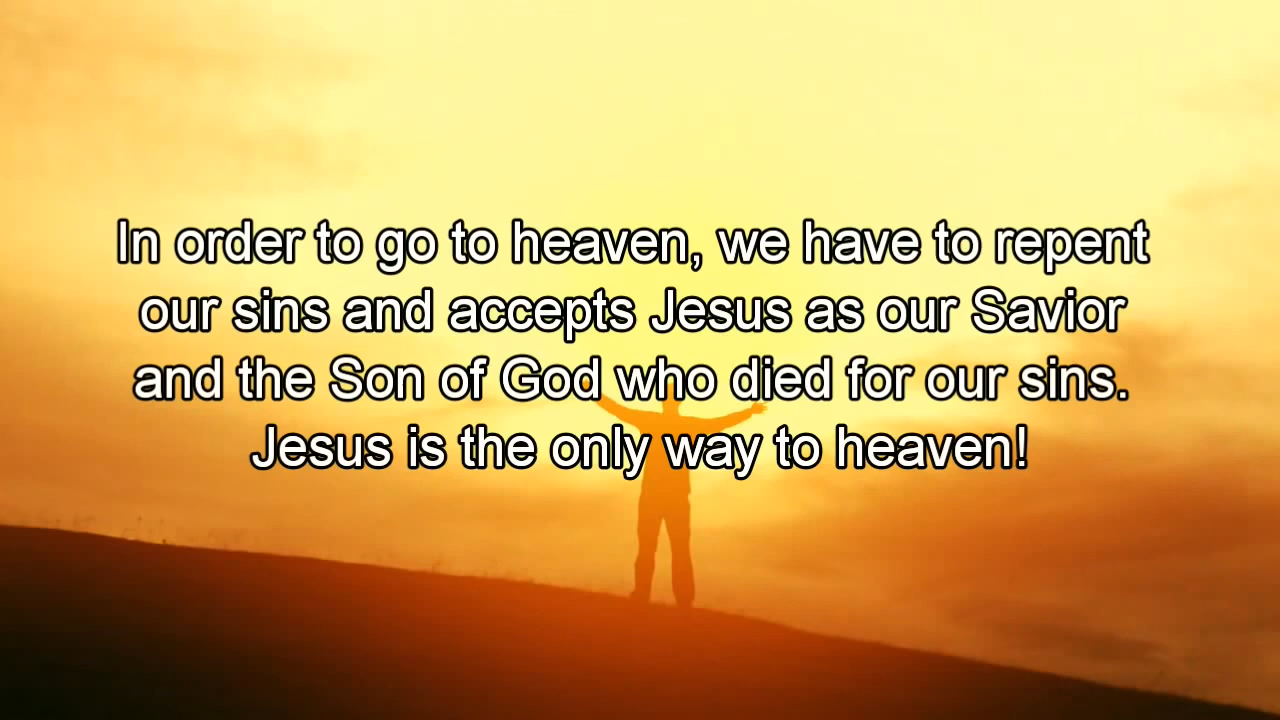 In order to go to heaven, we have to repent
our sins and accepts Jesus as our Savior
and the Son of God who died for our sins.
Jesus is the only way to heaven!